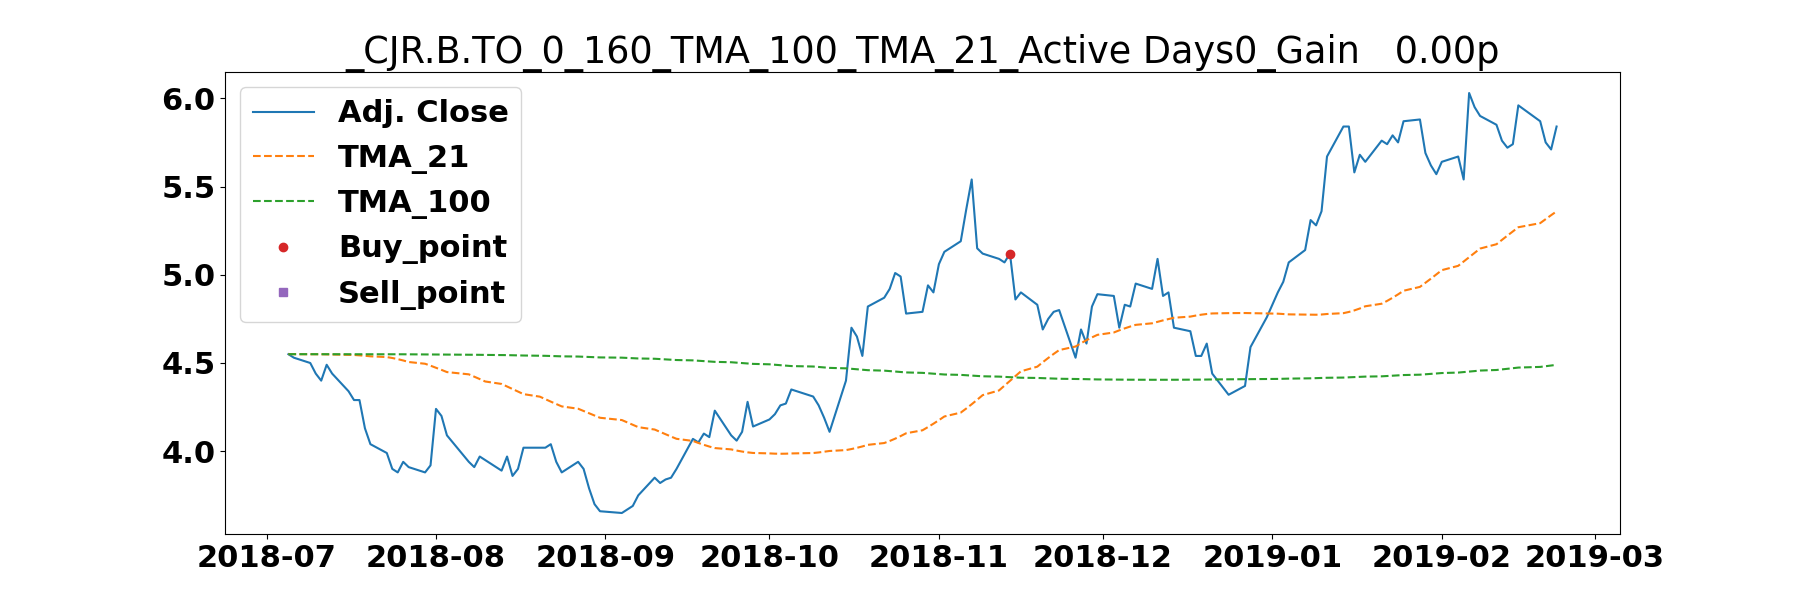 _CJR.B.TO_0_160_TMA_100_TMA_21_Active Days0_Gain   0.00p
Adj. Close
TMA_21
TMA_100
Buy_point
Sell_point
6.0
5.5
5.0
4.5
4.0
2018-07 2018-08 2018-09 2018-10 2018-11 2018-12 2019-01 2019-02 2019-03